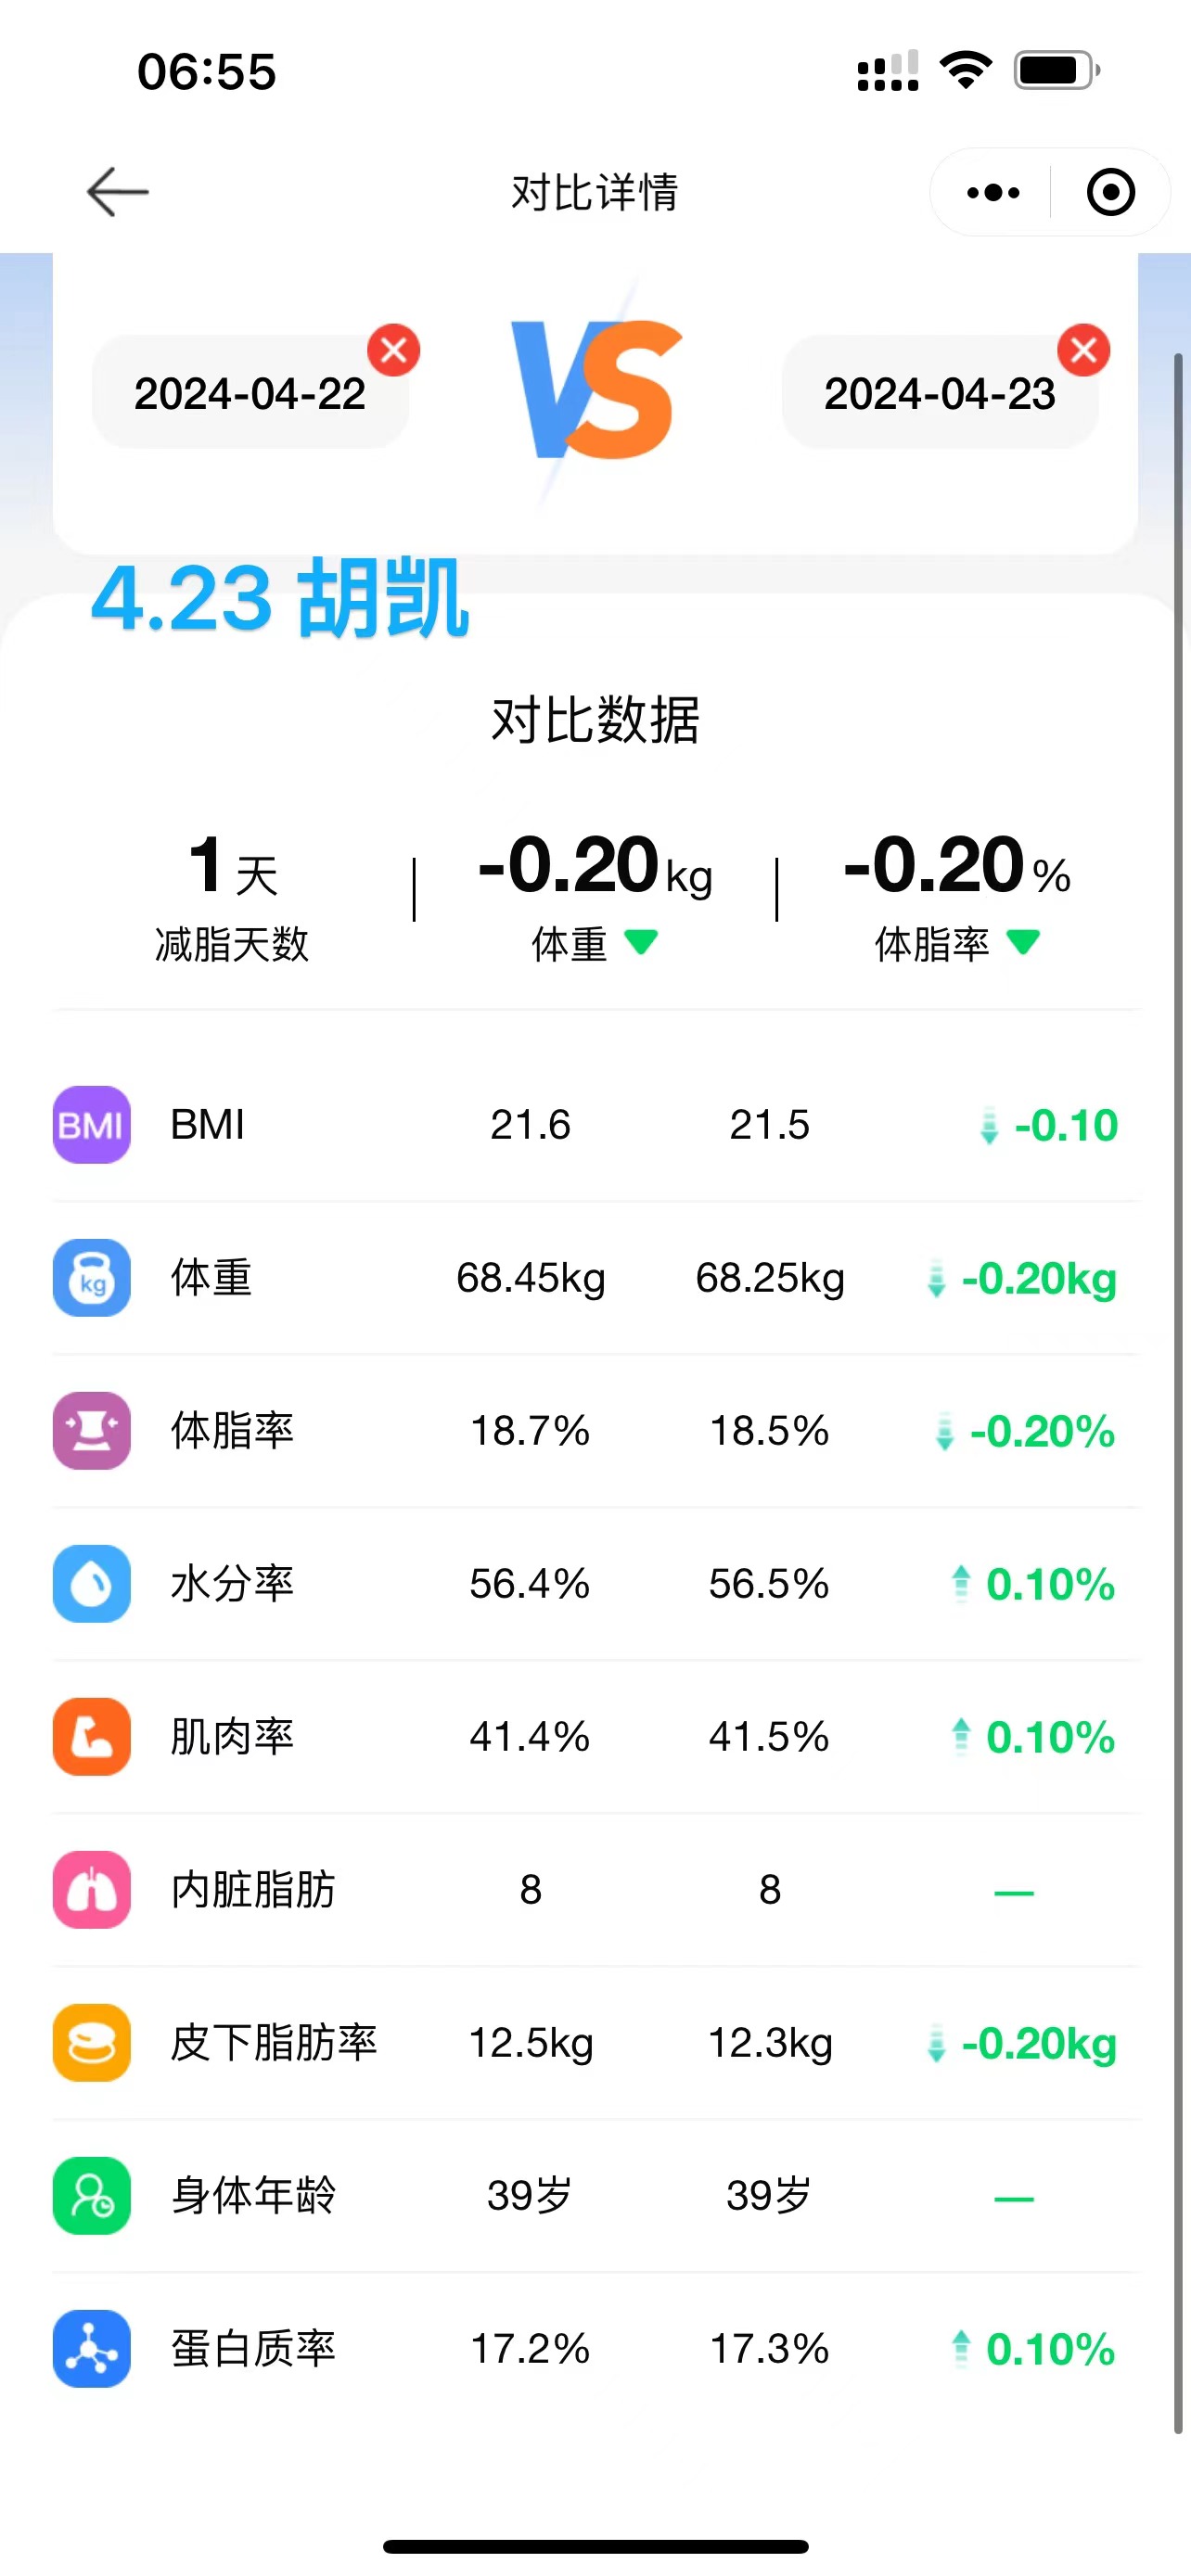 06:55
对比详情
2024-04-22 VS 2024-04-23
4.23 胡凯
对比数据
1天 -0.20kg -0.20%
减脂天数 体重 体脂率
BMI BMI 21.6 21.5 -0.10
kg 体重 68.45kg 68.25kg -0.20kg
体脂率 18.7% 18.5% -0.20%
水分率 56.4% 56.5% 0.10%
肌肉率 41.4% 41.5% 0.10%
内脏脂肪 8 8 —
皮下脂肪率 12.5kg 12.3kg -0.20kg
身体年龄 39岁 39岁 —
蛋白质率 17.2% 17.3% 0.10%